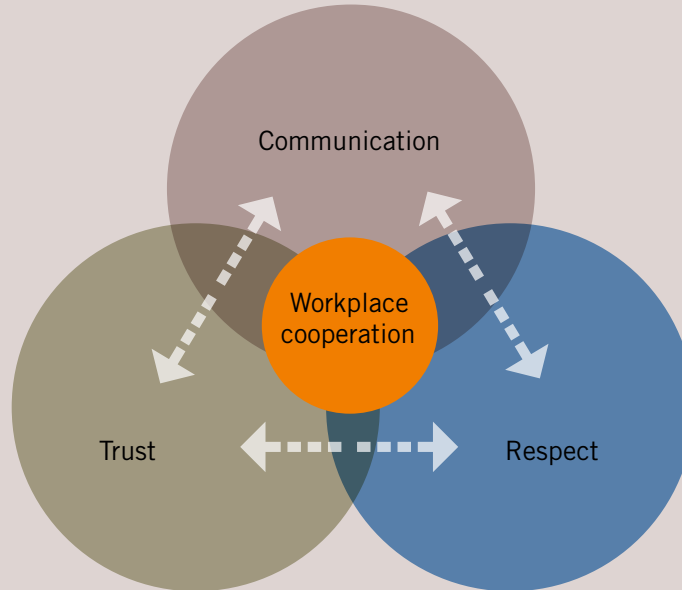 Communication
Workplace
cooperation
Trust
Respect